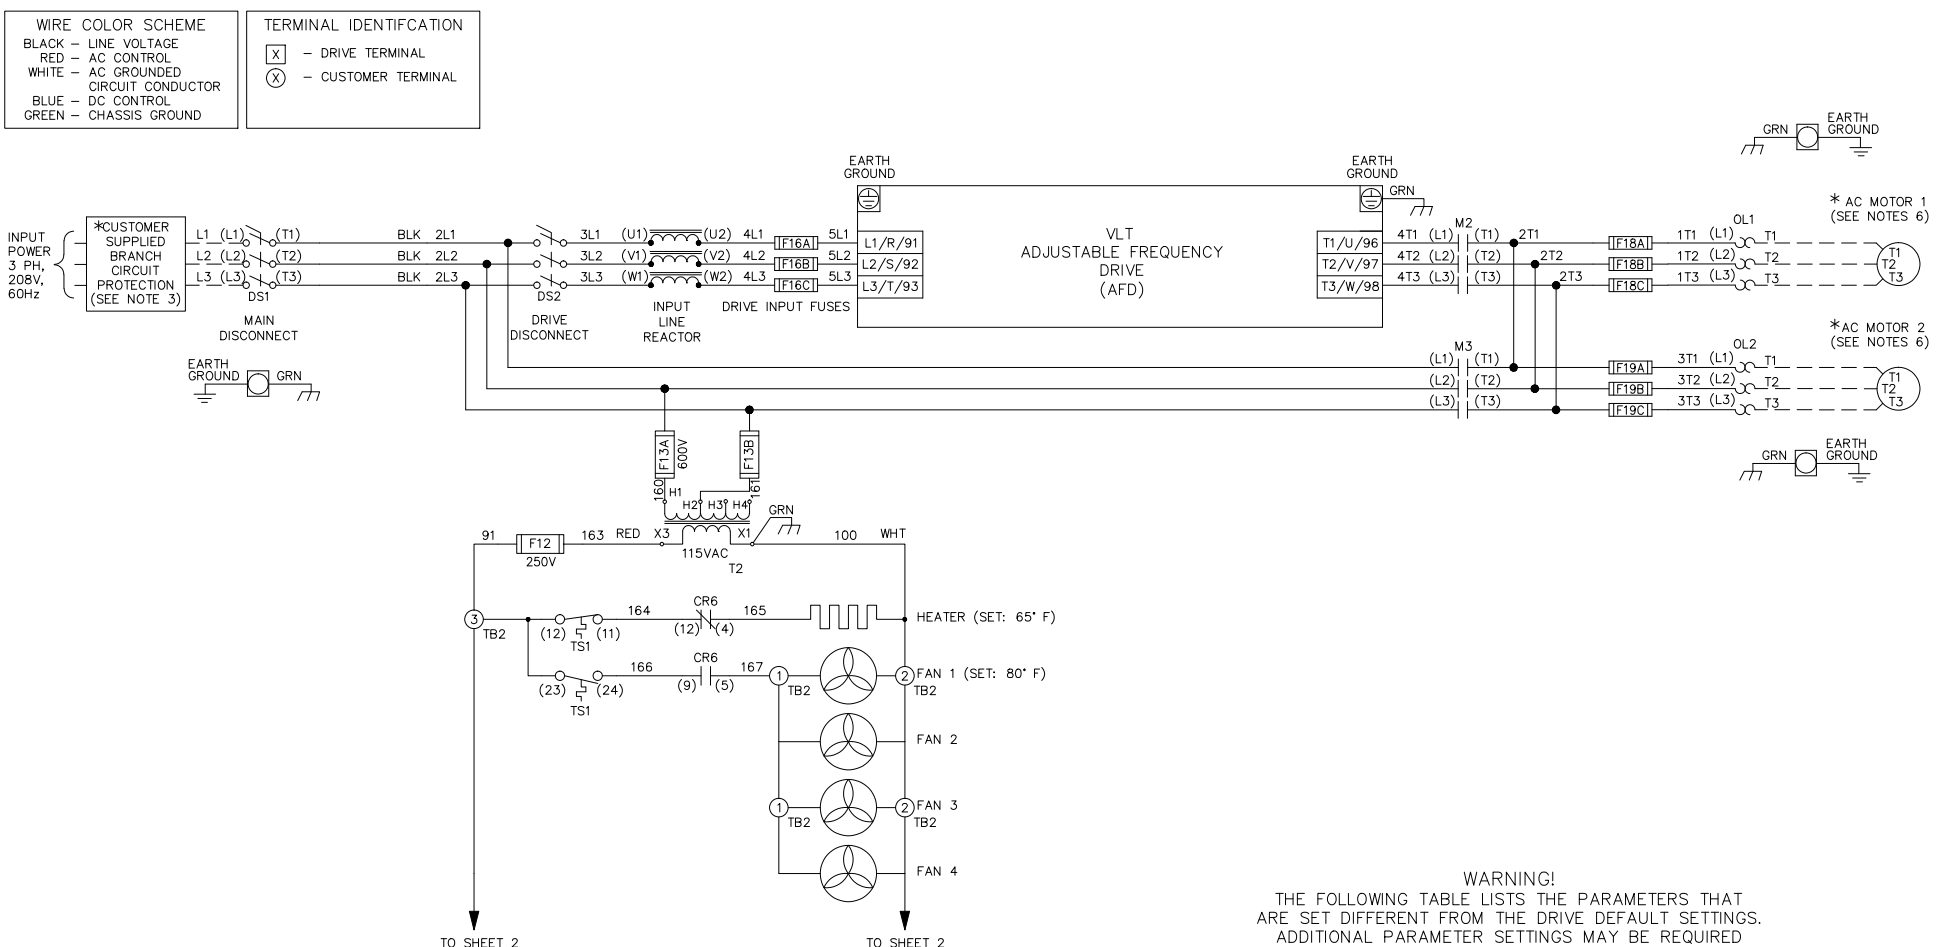 WIRE COLOR SCHEME
BLACK – LINE VOLTAGE
RED – AC CONTROL
WHITE – AC GROUNDED
CIRCUIT CONDUCTOR
BLUE – DC CONTROL
GREEN – CHASSIS GROUND
TERMINAL IDENTIFCATION
X – DRIVE TERMINAL
X – CUSTOMER TERMINAL
GRN EARTH
GROUND
EARTH
GROUND
EARTH
GROUND
GRN
INPUT
POWER
3 PH,
208V,
60Hz
*CUSTOMER
SUPPLIED
BRANCH
CIRCUIT
PROTECTION
(SEE NOTE 3)
L1 (L1) (T1) BLK 2L1 3L1 (U1) (U2) 4L1 F16A 5L1 L1/R/91
L2 (L2) (T2) BLK 2L2 3L2 (V1) (V2) 4L2 F16B 5L2 L2/S/92
L3 (L3) (T3) BLK 2L3 3L3 (W1) (W2) 4L3 F16C 5L3 L3/T/93
DS1
MAIN
DISCONNECT
DS2
DRIVE
DISCONNECT
INPUT
LINE
REACTOR
DRIVE INPUT FUSES
VLT
ADJUSTABLE FREQUENCY
DRIVE
(AFD)
M2
OL1
* AC MOTOR 1
(SEE NOTES 6)
T1/U/96 4T1 (L1) (T1) 2T1 F18A 1T1 (L1) T1 T1
T2/V/97 4T2 (L2) (T2) 2T2 F18B 1T2 (L2) T2 T2
T3/W/98 4T3 (L3) (T3) 2T3 F18C 1T3 (L3) T3 T3
EARTH
GROUND GRN
M3
OL2
*AC MOTOR 2
(SEE NOTES 6)
(L1) (T1) F19A 3T1 (L1) T1 T1
(L2) (T2) F19B 3T2 (L2) T2 T2
(L3) (T3) F19C 3T3 (L3) T3 T3
GRN EARTH
GROUND
F13A
600V
F13B
160 H1 H2 H3 H4 161
GRN
91 F12 163 RED X3 X1 100 WHT
250V
115VAC
T2
3
TB2
(12) (11)
TS1
164
CR6
(12) (4)
165
HEATER (SET: 65° F)
(23) (24)
TS1
166
CR6
(9) (5)
167
1
TB2
2
TB2
FAN 1 (SET: 80° F)
FAN 2
1
TB2
2
TB2
FAN 3
FAN 4
TO SHEET 2
TO SHEET 2
WARNING!
THE FOLLOWING TABLE LISTS THE PARAMETERS THAT
ARE SET DIFFERENT FROM THE DRIVE DEFAULT SETTINGS.
ADDITIONAL PARAMETER SETTINGS MAY BE REQUIRED